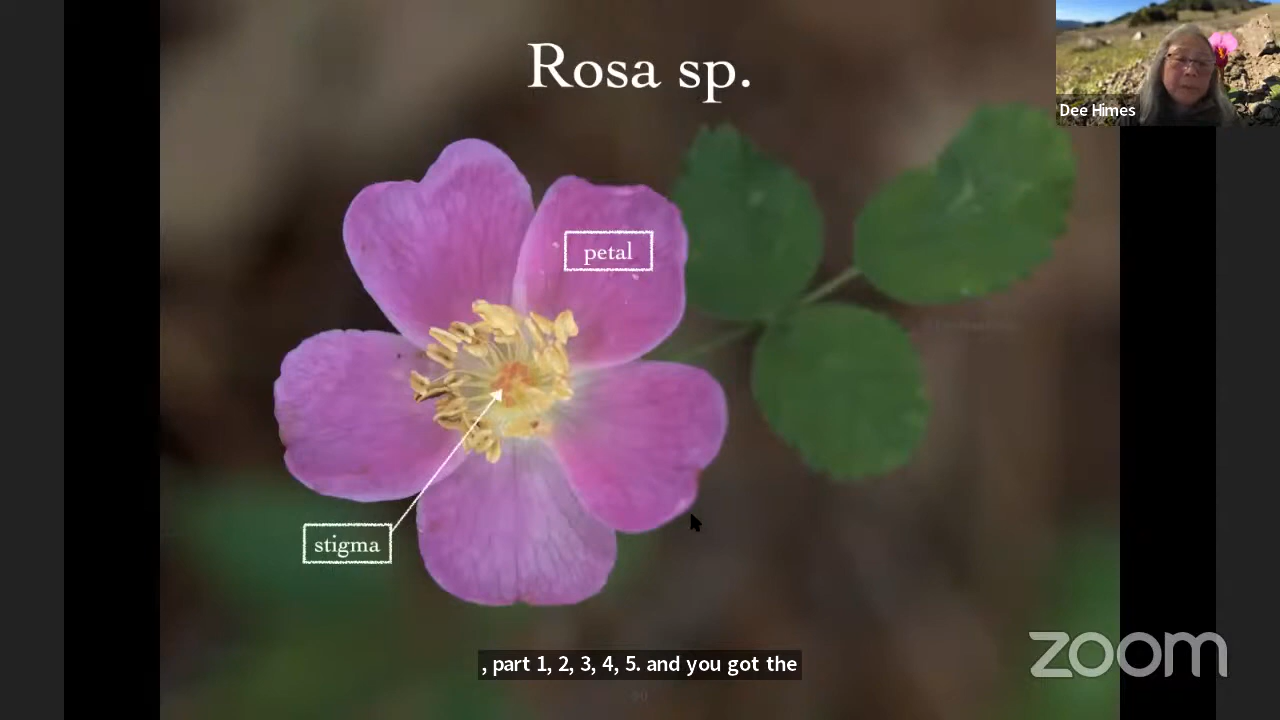 Rosa sp.
Dee Himes
petal
stigma
, part 1, 2, 3, 4, 5. and you got the
zoom